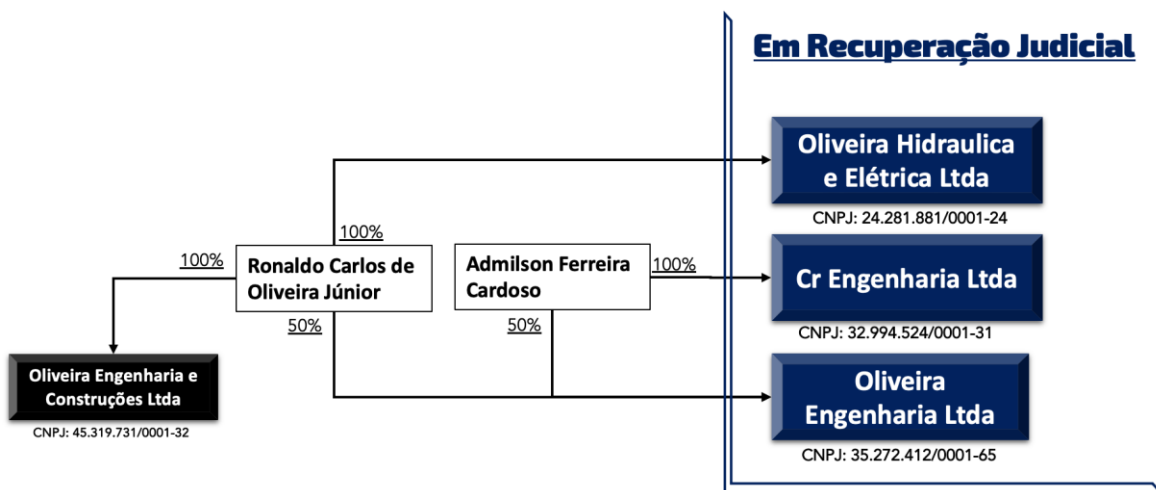 Em Recuperação Judicial
Oliveira Hidraulica
e Elétrica Ltda
CNPJ: 24.281.881/0001-24
100%
100%
Ronaldo Carlos de
Oliveira Júnior
Admilson Ferreira
Cardoso
100%
Cr Engenharia Ltda
CNPJ: 32.994.524/0001-31
50%
50%
Oliveira Engenharia e
Construções Ltda
CNPJ: 45.319.731/0001-32
Oliveira
Engenharia Ltda
CNPJ: 35.272.412/0001-65